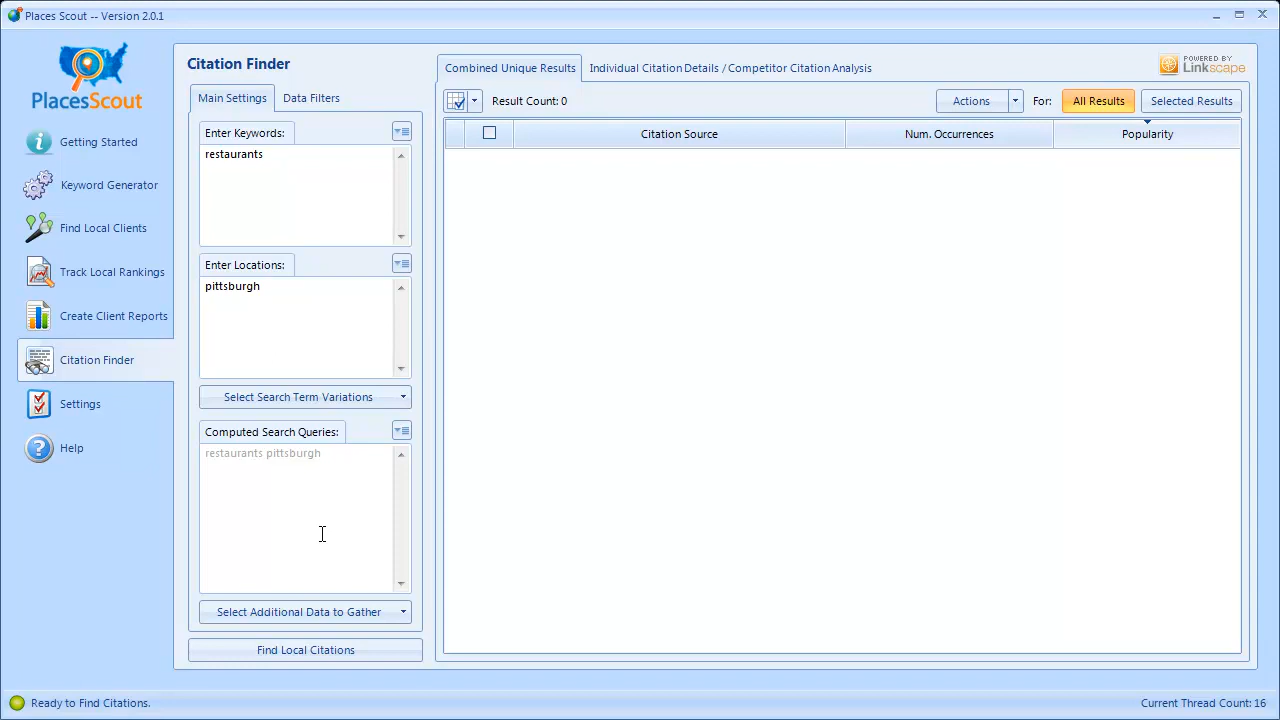 Places Scout -- Version 2.0.1
PlacesScout
Getting Started
Keyword Generator
Find Local Clients
Track Local Rankings
Create Client Reports
Citation Finder
Settings
Help
Citation Finder
Main Settings
Data Filters
Enter Keywords:
restaurants
Enter Locations:
pittsburgh
Select Search Term Variations
Computed Search Queries:
restaurants pittsburgh
Select Additional Data to Gather
Find Local Citations
Combined Unique Results
Individual Citation Details / Competitor Citation Analysis
POWERED BY
Linkscape
Result Count: 0
Actions
For:
All Results
Selected Results
Citation Source
Num. Occurrences
Popularity
Ready to Find Citations.
Current Thread Count: 16